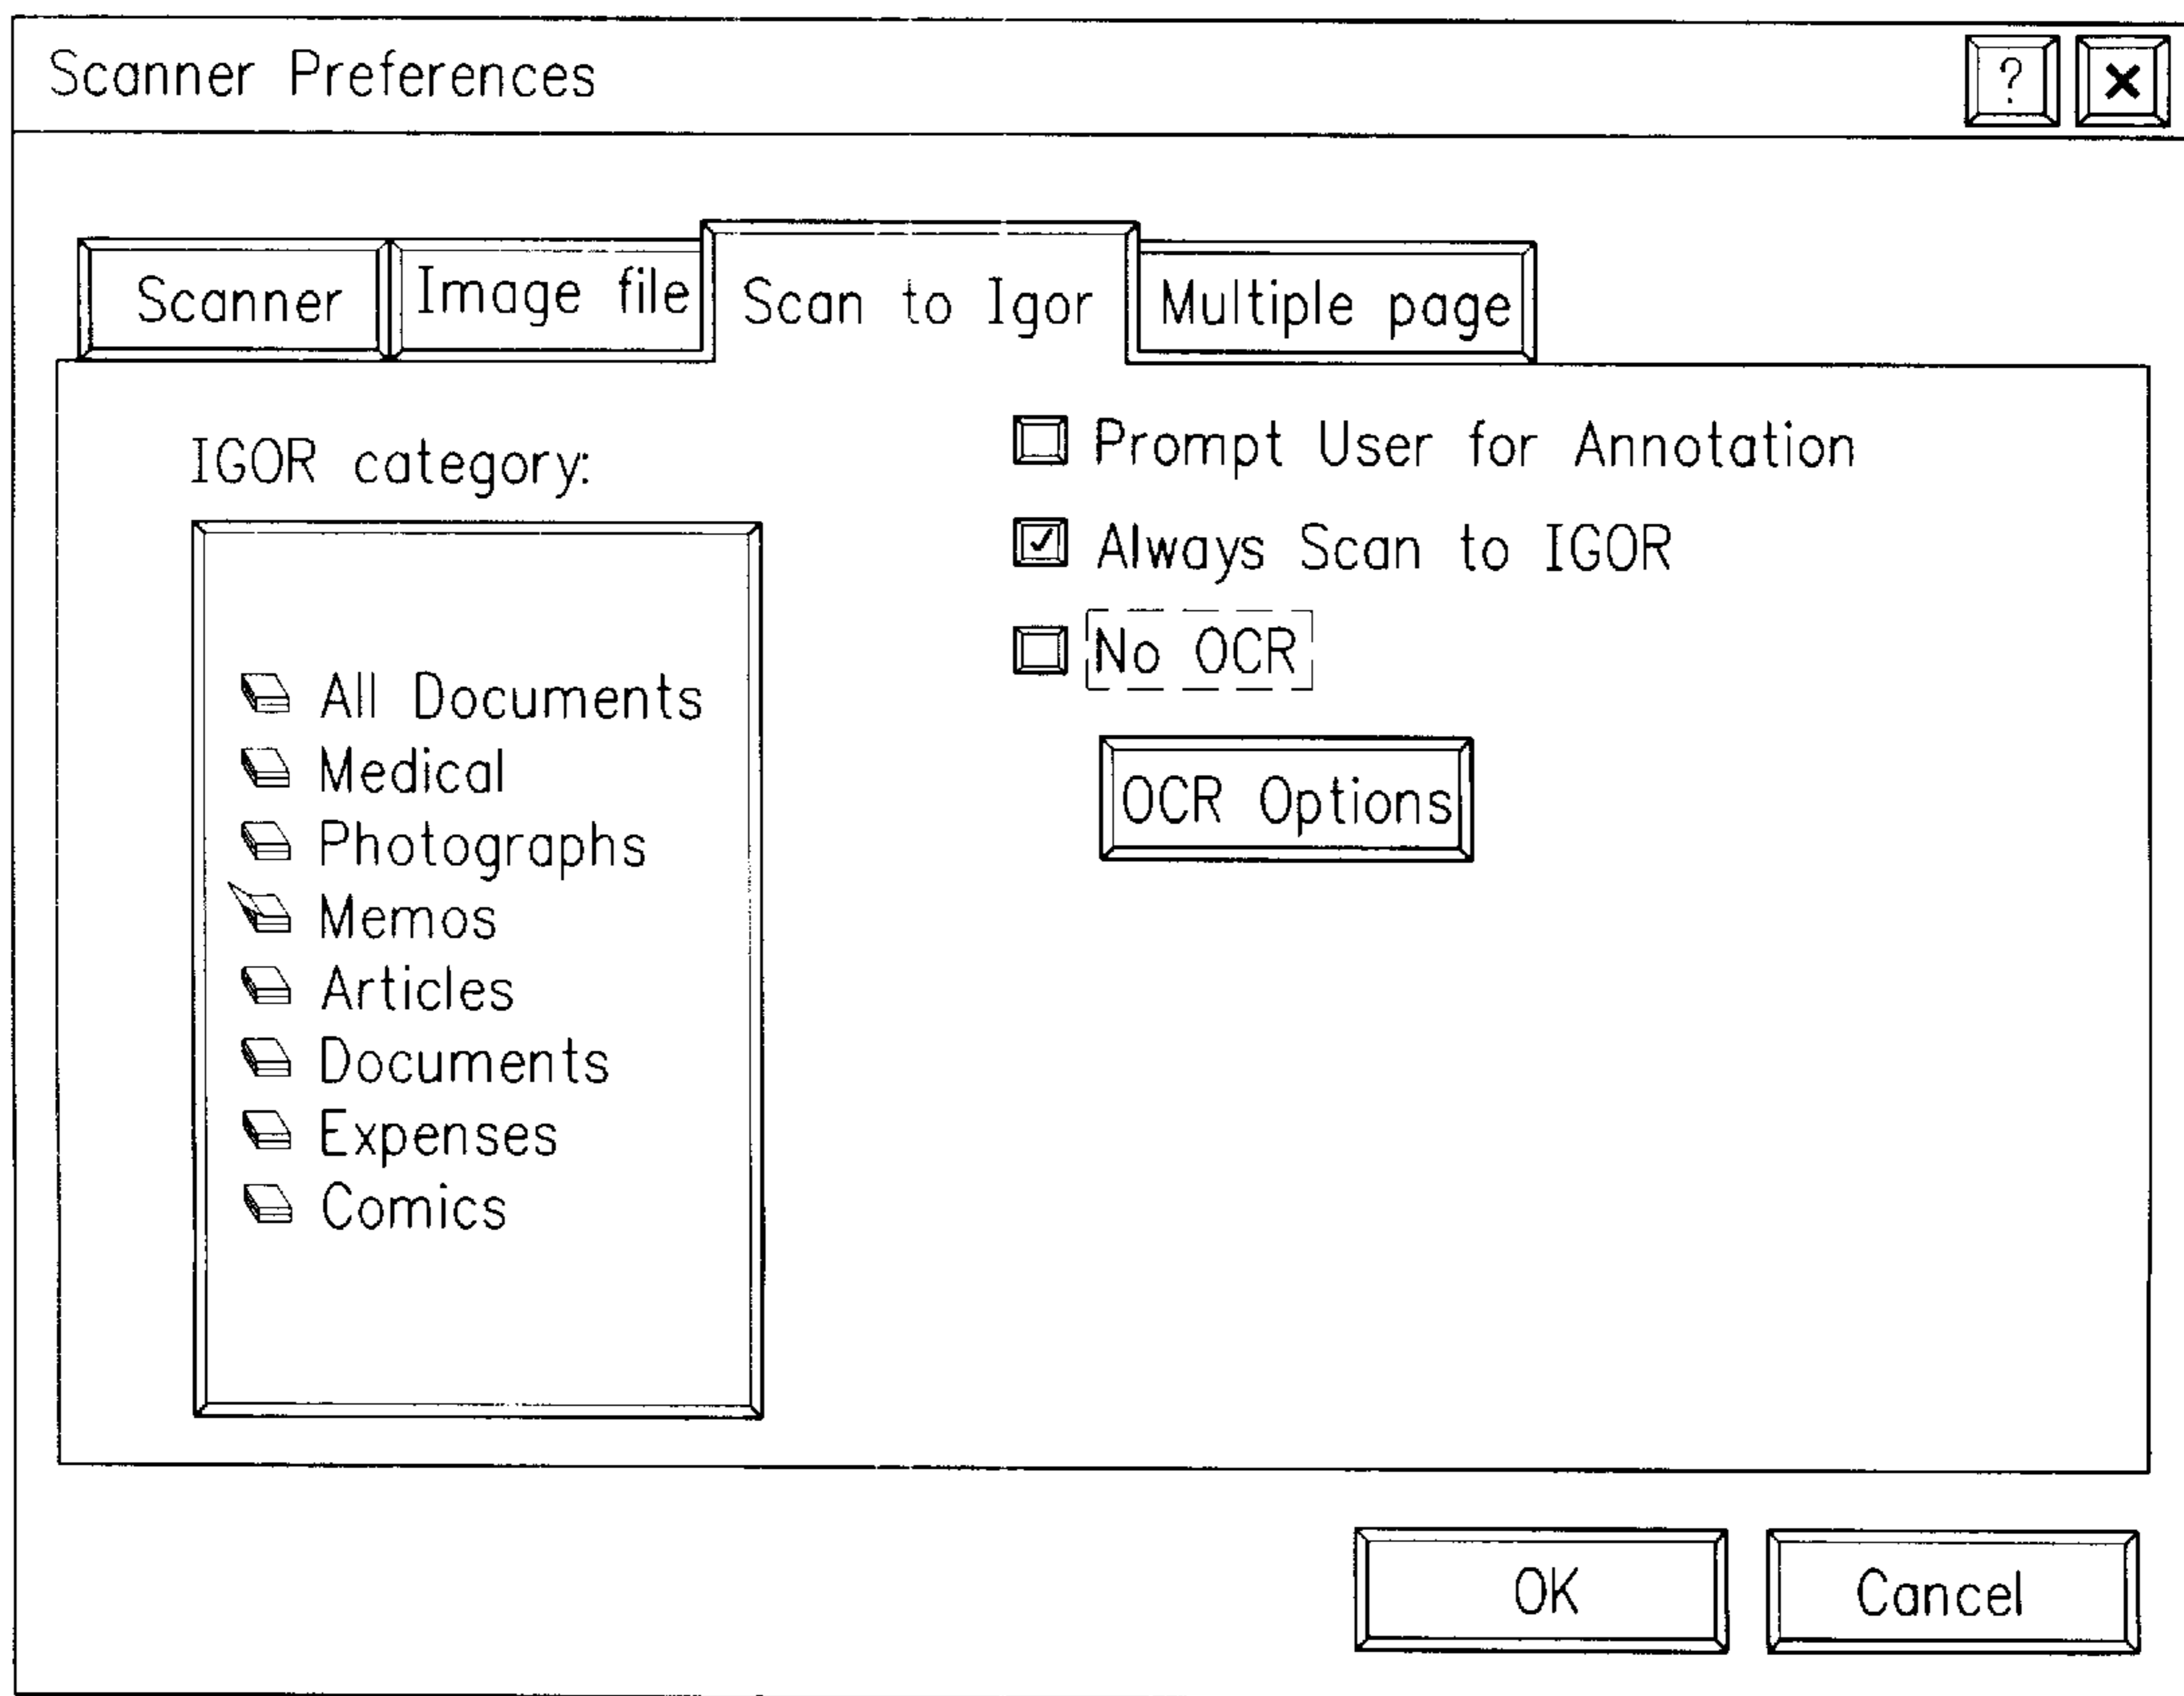 Scanner Preferences ?
Scanner Image file Scan to Igor Multiple page
IGOR category:
All Documents
Medical
Photographs
Memos
Articles
Documents
Expenses
Comics
Prompt User for Annotation
Always Scan to IGOR
No OCR
OCR Options
OK Cancel